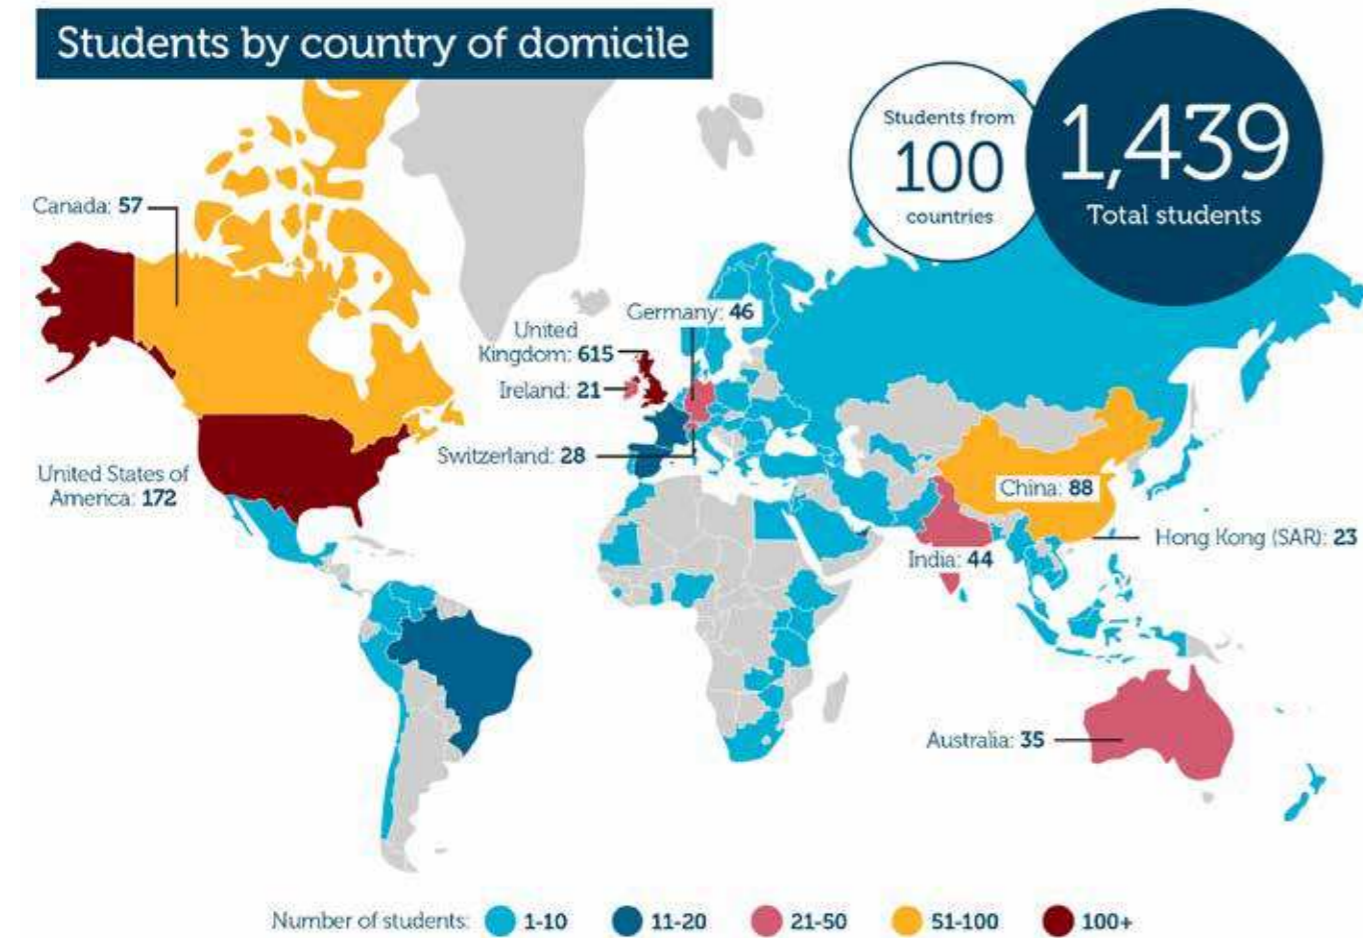 Students by country of domicile
Students from
100
countries
1,439
Total students
Canada: 57
Germany: 46
United
Kingdom: 615
Ireland: 21
Switzerland: 28
United States of
America: 172
China: 88
Hong Kong (SAR): 23
India: 44
Australia: 35
Number of students: 1-10 11-20 21-50 51-100 100+